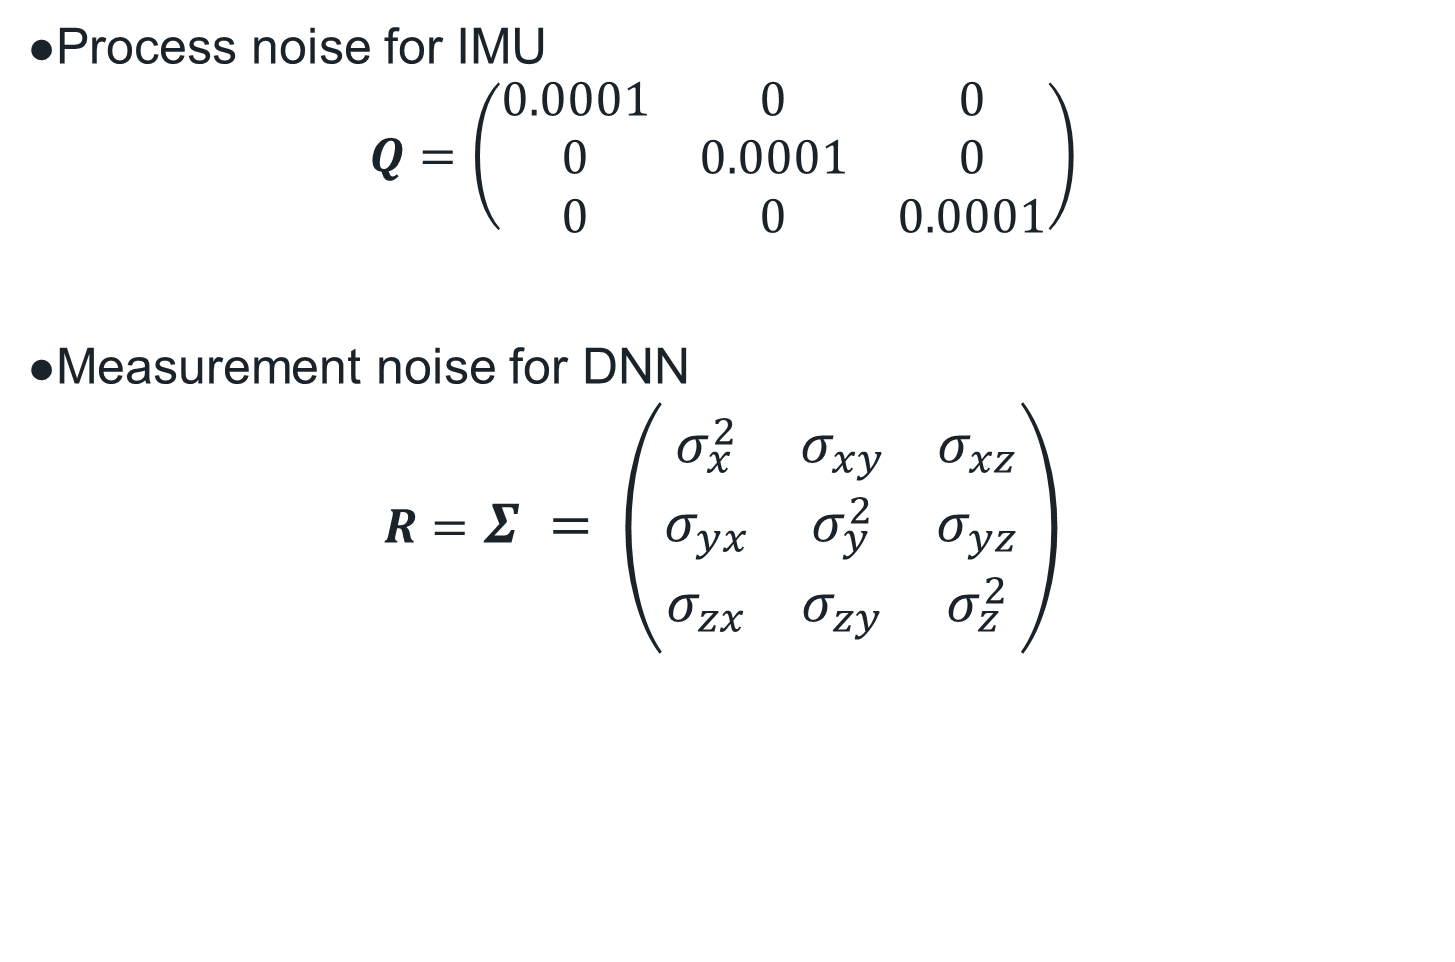 ●Process noise for IMU
0.0001 0 0
𝑸 = 0 0.0001 0
0 0 0.0001
●Measurement noise for DNN
σ_x^2 σ_xy σ_xz
𝑹 = 𝜮 = σ_yx σ_y^2 σ_yz
σ_zx σ_zy σ_z^2